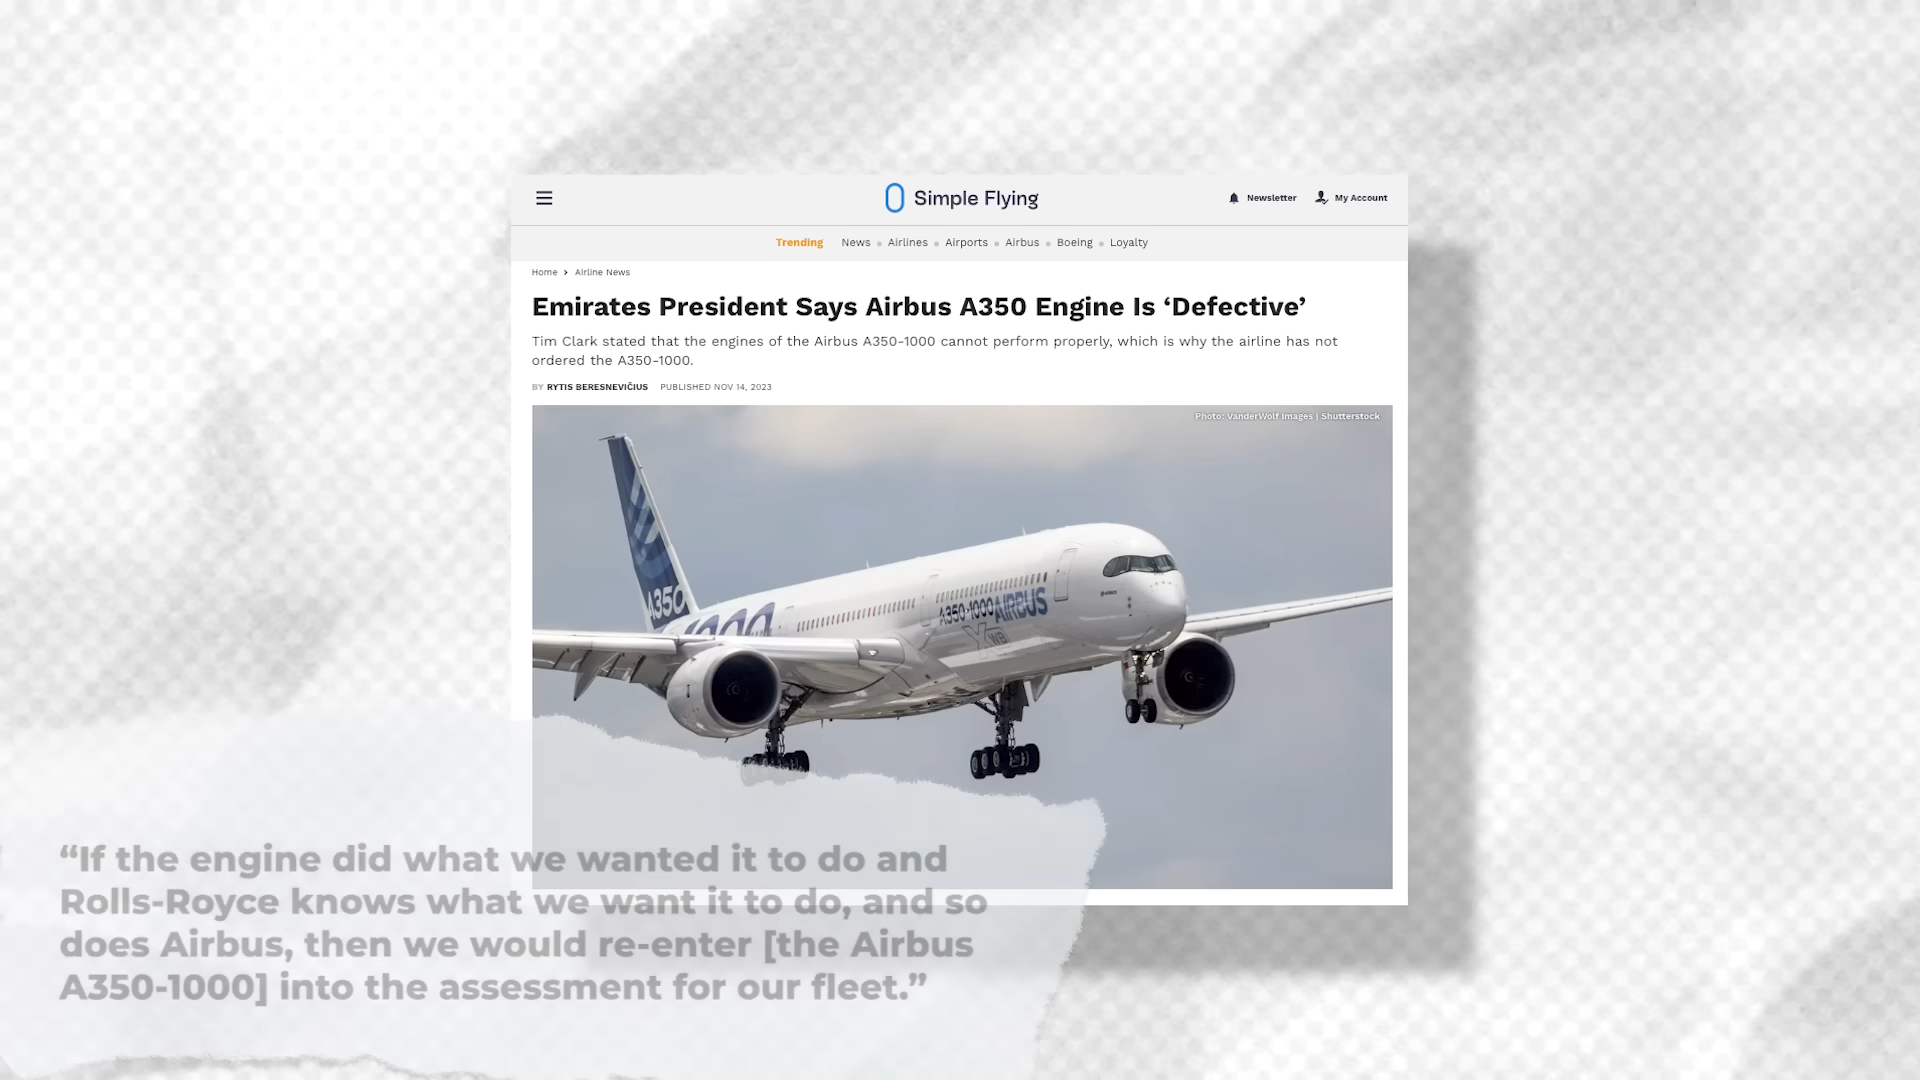 Simple Flying
Newsletter
My Account
Trending News Airlines Airports Airbus Boeing Loyalty
Home > Airline News
Emirates President Says Airbus A350 Engine Is ‘Defective’
Tim Clark stated that the engines of the Airbus A350-1000 cannot perform properly, which is why the airline has not
ordered the A350-1000.
BY RYTIS BERESNEVIČIUS PUBLISHED NOV 14, 2023
Photo: VanderWolf Images | Shutterstock
A350
1000
A350-1000 AIRBUS
XWB
“If the engine did what we wanted it to do and
Rolls-Royce knows what we want it to do, and so
does Airbus, then we would re-enter [the Airbus
A350-1000] into the assessment for our fleet.”